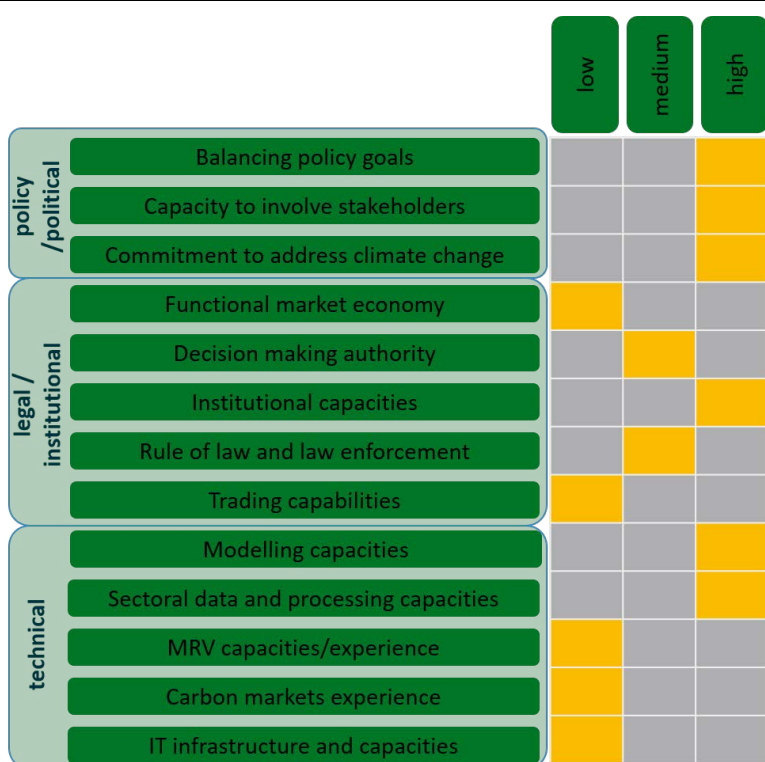 low
medium
high
policy
/political
Balancing policy goals
Capacity to involve stakeholders
Commitment to address climate change
legal /
institutional
Functional market economy
Decision making authority
Institutional capacities
Rule of law and law enforcement
Trading capabilities
technical
Modelling capacities
Sectoral data and processing capacities
MRV capacities/experience
Carbon markets experience
IT infrastructure and capacities